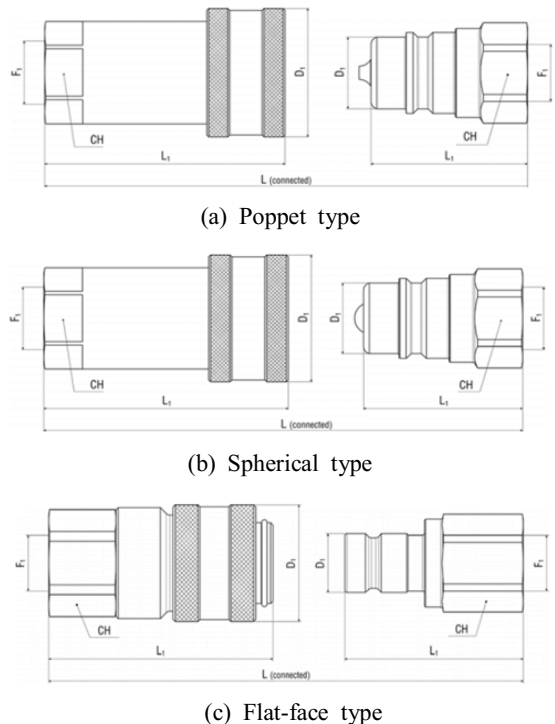 F₁
CH
L₁
D₁
D₁
CH
L₁
F₁
L (connected)
(a) Poppet type
F₁
CH
L₁
D₁
D₁
CH
L₁
F₁
L (connected)
(b) Spherical type
F₁
CH
L₁
D₁
D₁
CH
L₁
F₁
L (connected)
(c) Flat-face type